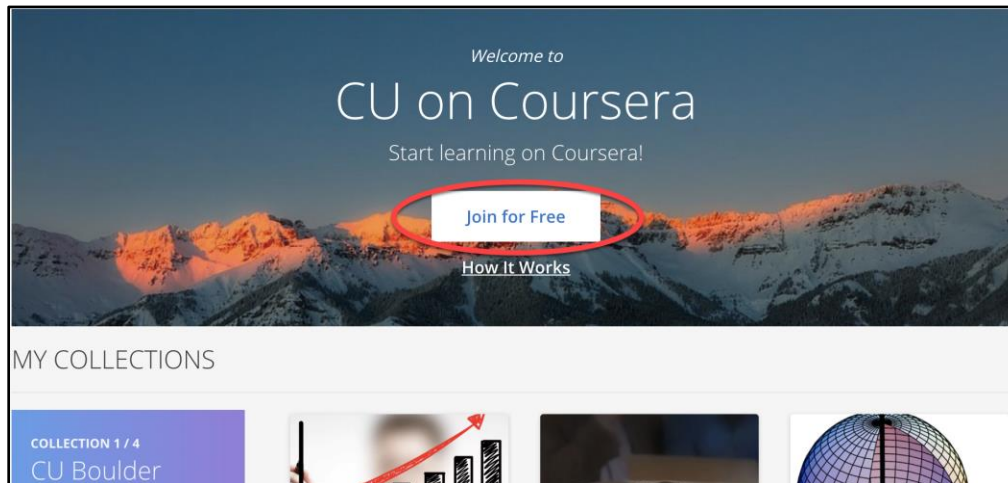 Welcome to
CU on Coursera
Start learning on Coursera!
Join for Free
How It Works
MY COLLECTIONS
COLLECTION 1 / 4
CU Boulder